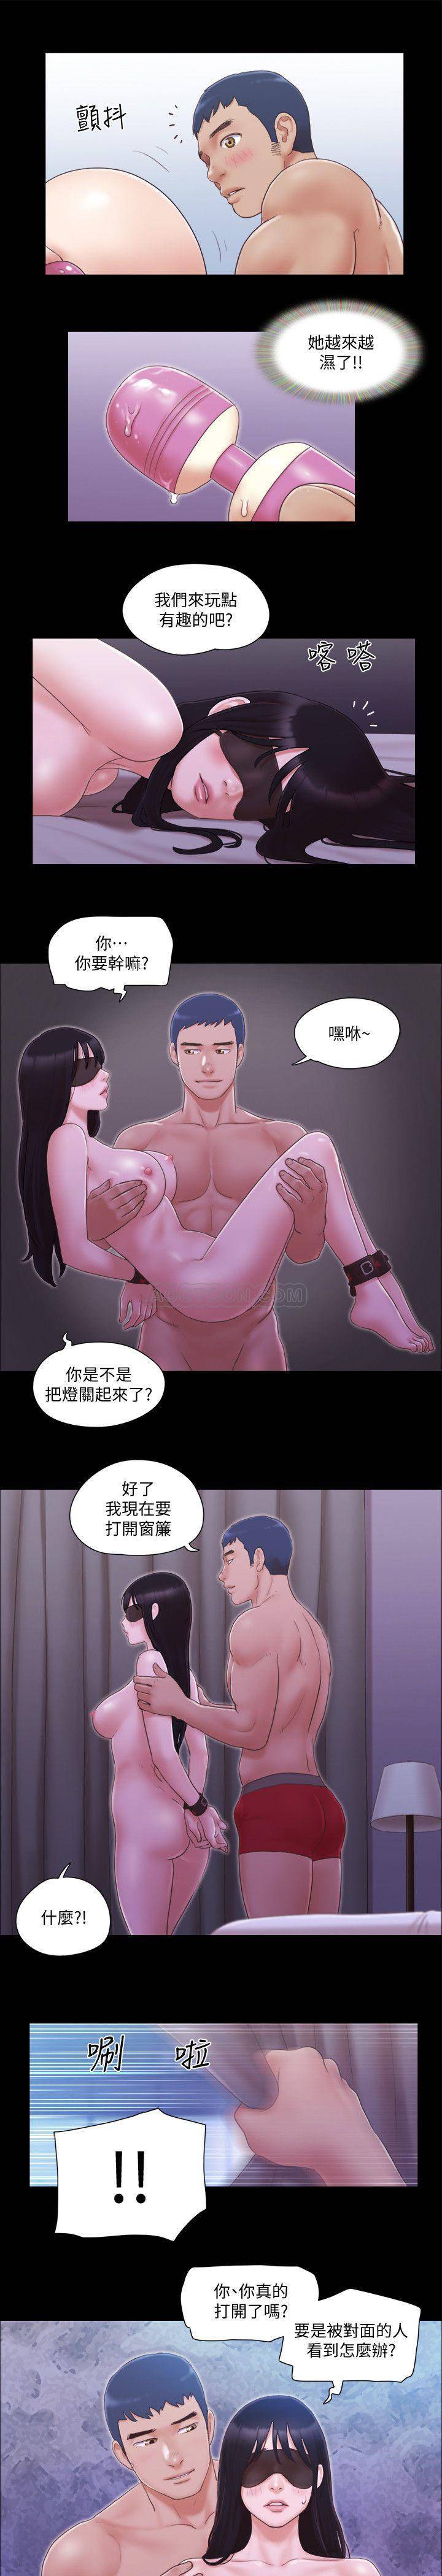 顫抖
她越來越
濕了!!
我們來玩點
有趣的吧?
喀嗒
你…
你要幹嘛?
嘿咻~
你是不是
把燈關起來了?
好了
我現在要
打開窗簾
什麼?!
唰啦
!!
你、你真的
打開了嗎?
要是被對面的人
看到怎麼辦?